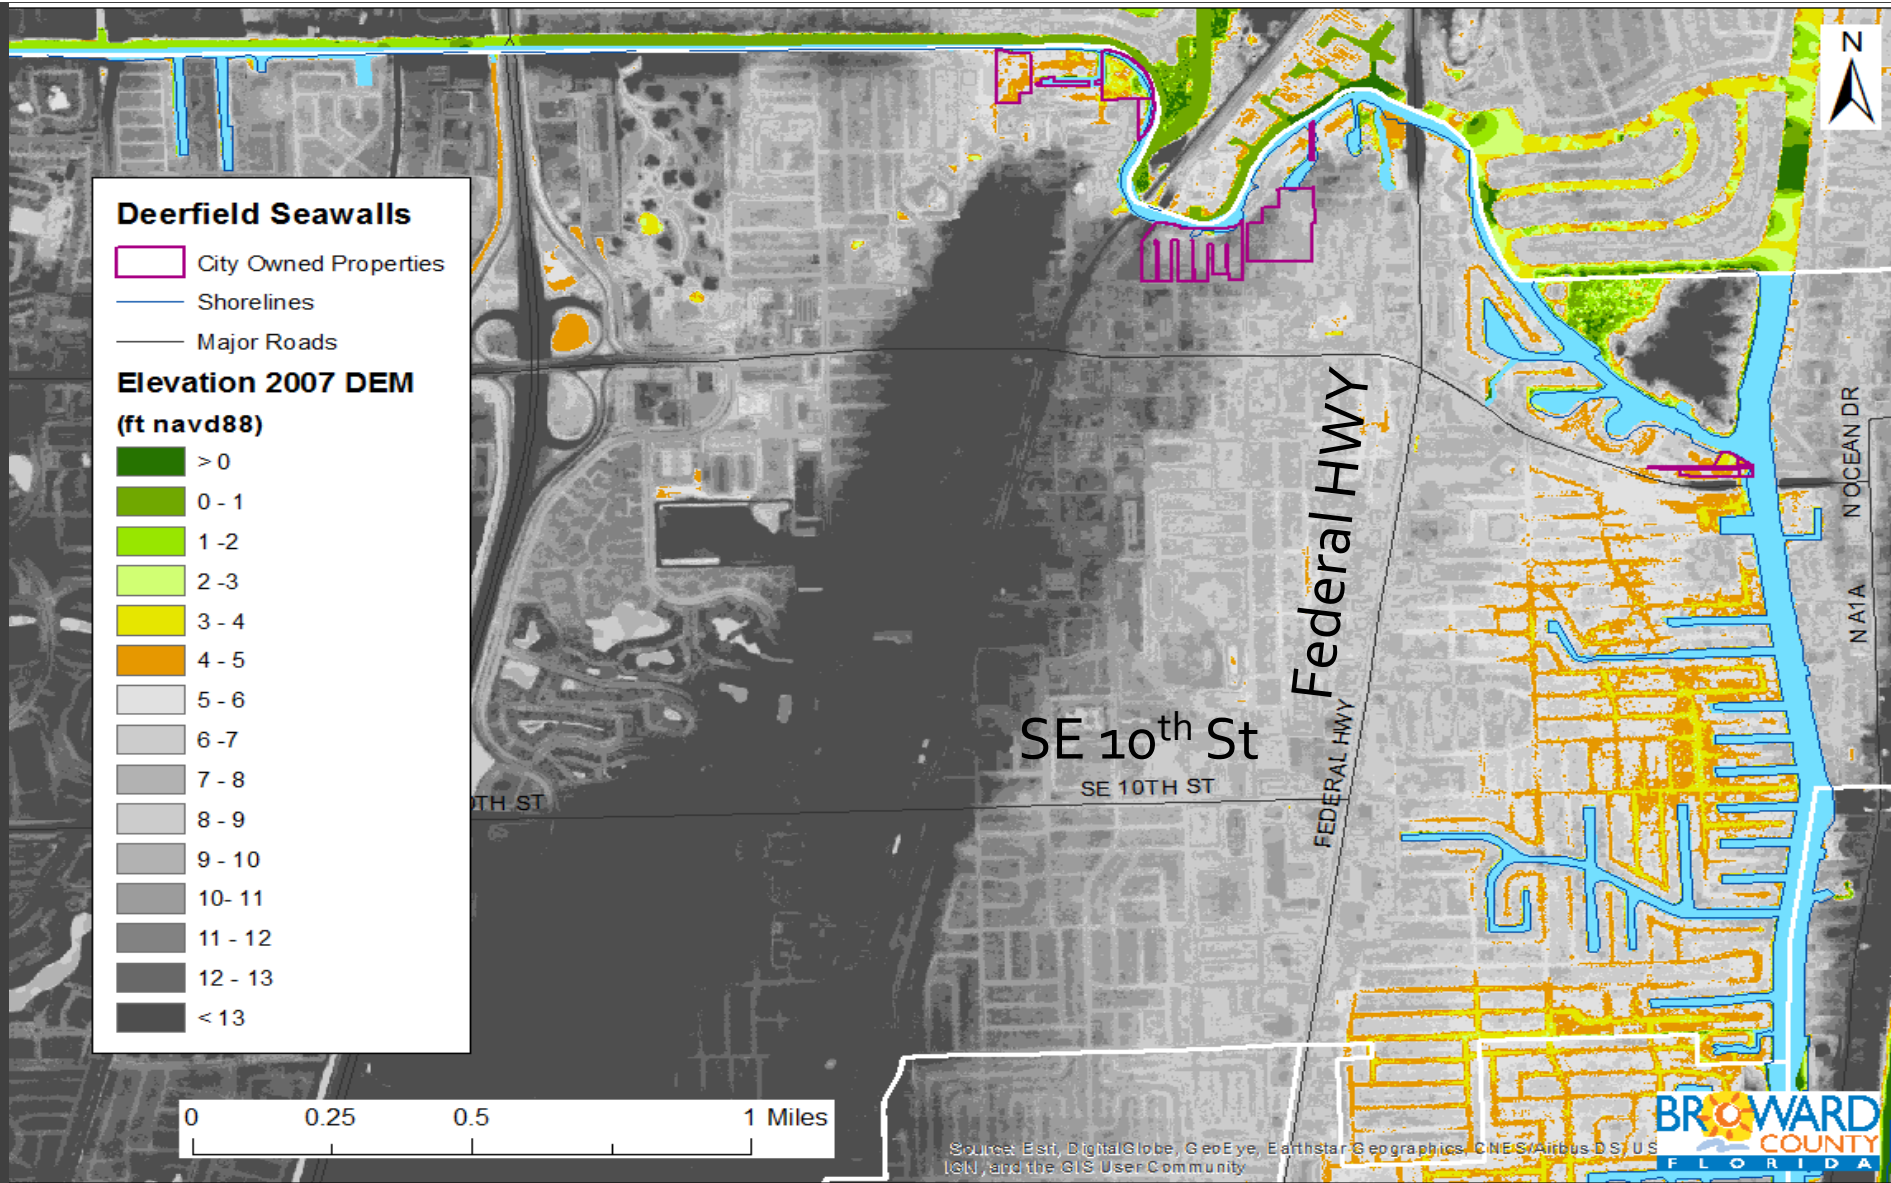 N
Deerfield Seawalls
City Owned Properties
Shorelines
Major Roads
Elevation 2007 DEM
(ft navd88)
> 0
0 - 1
1 -2
2 -3
3 - 4
4 - 5
5 - 6
6 -7
7 - 8
8 - 9
9 - 10
10- 11
11 - 12
12 - 13
< 13
N OCEAN DR
N A1A
Federal HWY
FEDERAL HWY
SE 10th St
SE 10TH ST
0TH ST
0 0.25 0.5 1 Miles
Source: Esri, DigitalGlobe, GeoEye, Earthstar Geographics, CNES/Airbus DS, US
IGN, and the GIS User Community
BROWARD
COUNTY
FLORIDA